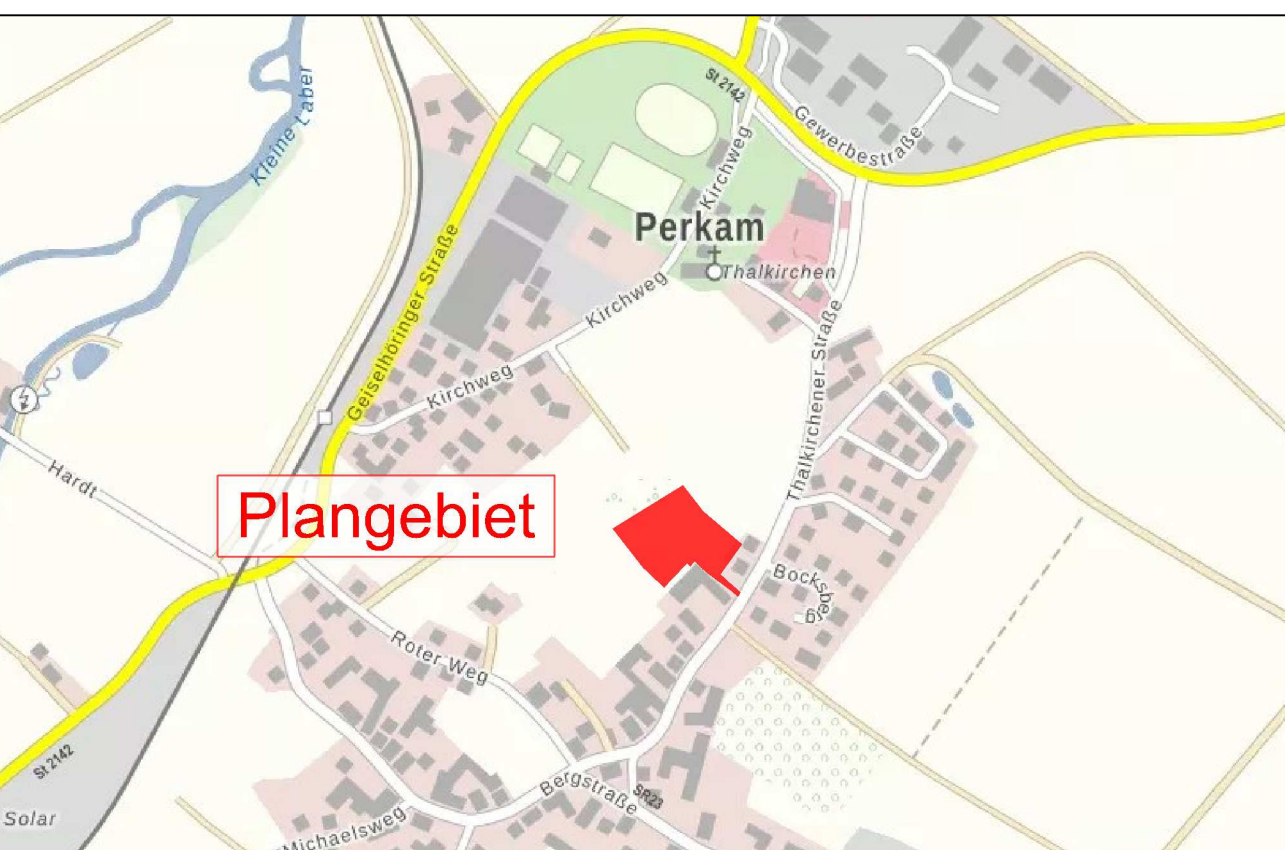 Kleine Laber
St 2142
Gewerbestraße
Kirchweg
Perkam
Thalkirchen
Geiselhöringer Straße
Kirchweg
Kirchweg
Thalkirchener Straße
Hardt
Plangebiet
Bocksberg
Roter Weg
St 2142
Bergstraße
SR23
Solar
Michaelsweg